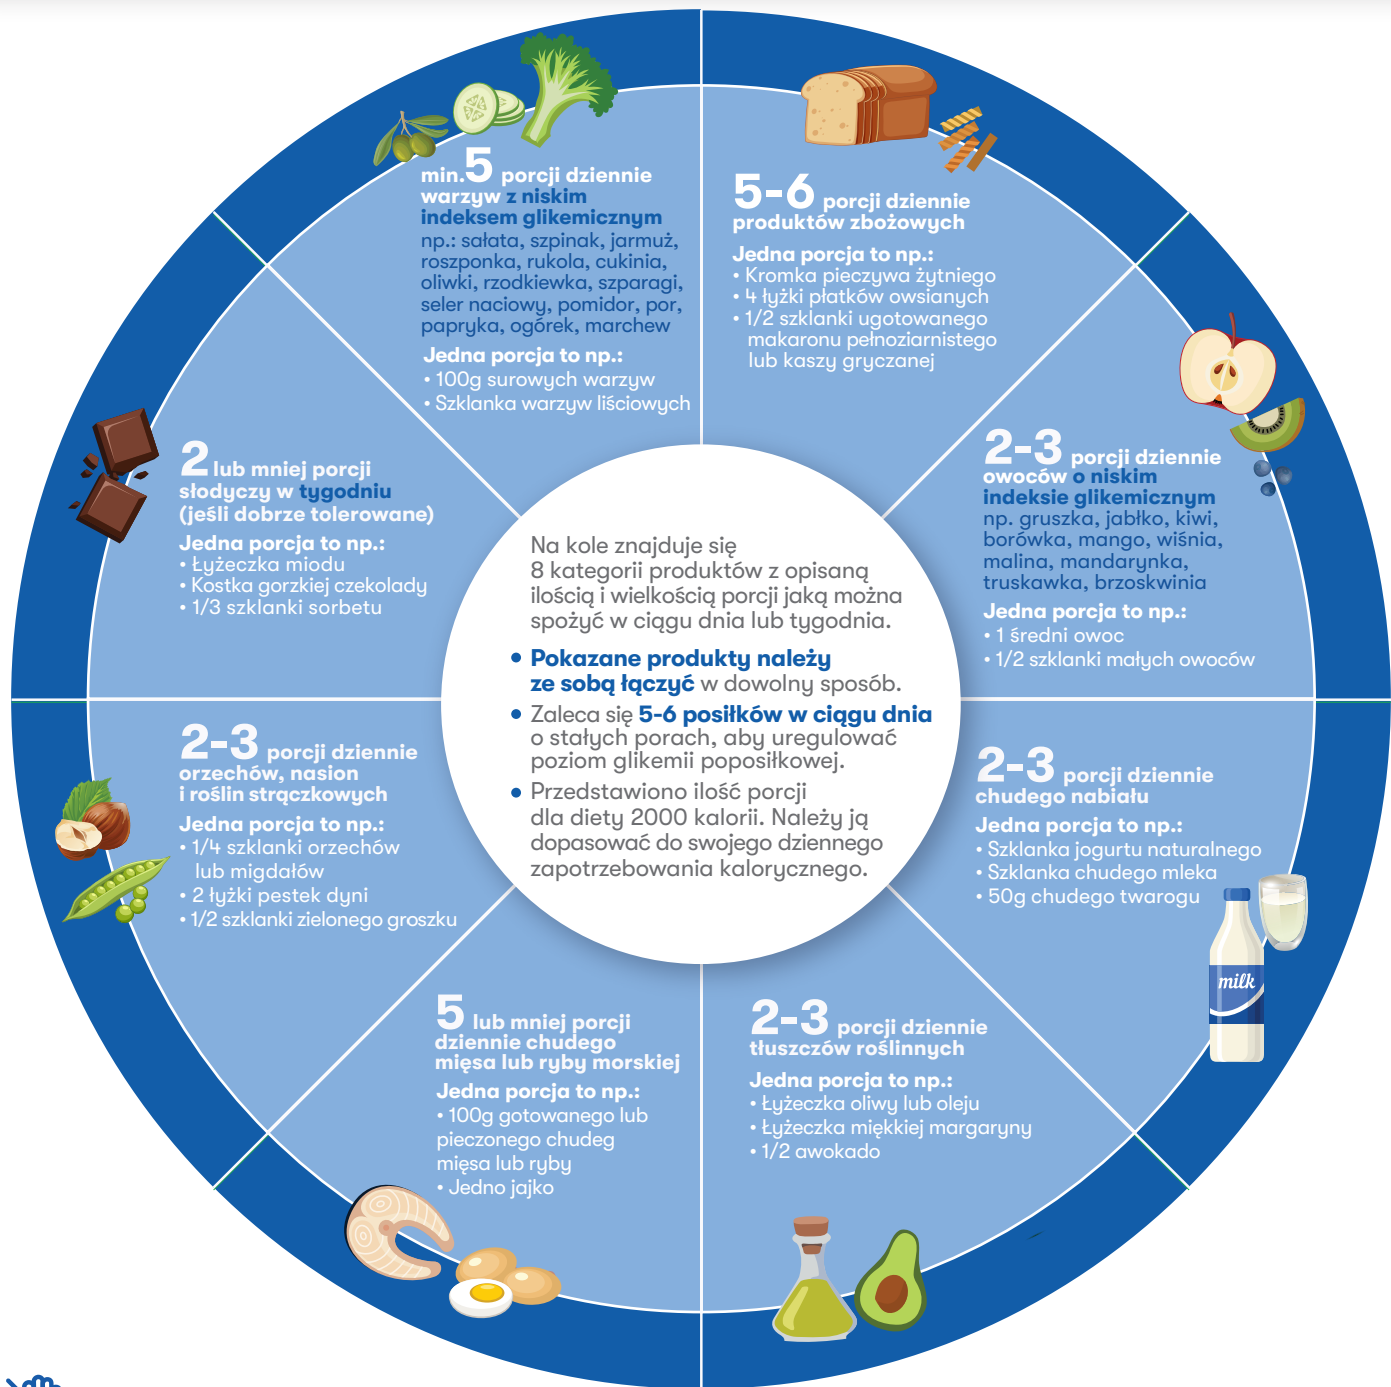 min.5 porcji dziennie
warzyw z niskim
indeksem glikemicznym
np.: sałata, szpinak, jarmuż,
roszponka, rukola, cukinia,
oliwki, rzodkiewka, szparagi,
seler naciowy, pomidor, por,
papryka, ogórek, marchew
Jedna porcja to np.:
• 100g surowych warzyw
• Szklanka warzyw liściowych
5-6 porcji dziennie
produktów zbożowych
Jedna porcja to np.:
• Kromka pieczywa żytniego
• 4 łyżki płatków owsianych
• 1/2 szklanki ugotowanego
makaronu pełnoziarnistego
lub kaszy gryczanej
2-3 porcji dziennie
owoców o niskim
indeksie glikemicznym
np. gruszka, jabłko, kiwi,
borówka, mango, wiśnia,
malina, mandarynka,
truskawka, brzoskwinia
Jedna porcja to np.:
• 1 średni owoc
• 1/2 szklanki małych owoców
2-3 porcji dziennie
chudego nabiału
Jedna porcja to np.:
• Szklanka jogurtu naturalnego
• Szklanka chudego mleka
• 50g chudego twarogu
milk
2-3 porcji dziennie
tłuszczów roślinnych
Jedna porcja to np.:
• Łyżeczka oliwy lub oleju
• Łyżeczka miękkiej margaryny
• 1/2 awokado
5 lub mniej porcji
dziennie chudego
mięsa lub ryby morskiej
Jedna porcja to np.:
• 100g gotowanego lub
pieczonego chudeg
mięsa lub ryby
• Jedno jajko
2-3 porcji dziennie
orzechów, nasion
i roślin strączkowych
Jedna porcja to np.:
• 1/4 szklanki orzechów
lub migdałów
• 2 łyżki pestek dyni
• 1/2 szklanki zielonego groszku
2 lub mniej porcji
słodyczy w tygodniu
(jeśli dobrze tolerowane)
Jedna porcja to np.:
• Łyżeczka miodu
• Kostka gorzkiej czekolady
• 1/3 szklanki sorbetu
Na kole znajduje się
8 kategorii produktów z opisaną
ilością i wielkością porcji jaką można
spożyć w ciągu dnia lub tygodnia.
• Pokazane produkty należy
ze sobą łączyć w dowolny sposób.
• Zaleca się 5-6 posiłków w ciągu dnia
o stałych porach, aby uregulować
poziom glikemii poposiłkowej.
• Przedstawiono ilość porcji
dla diety 2000 kalorii. Należy ją
dopasować do swojego dziennego
zapotrzebowania kalorycznego.